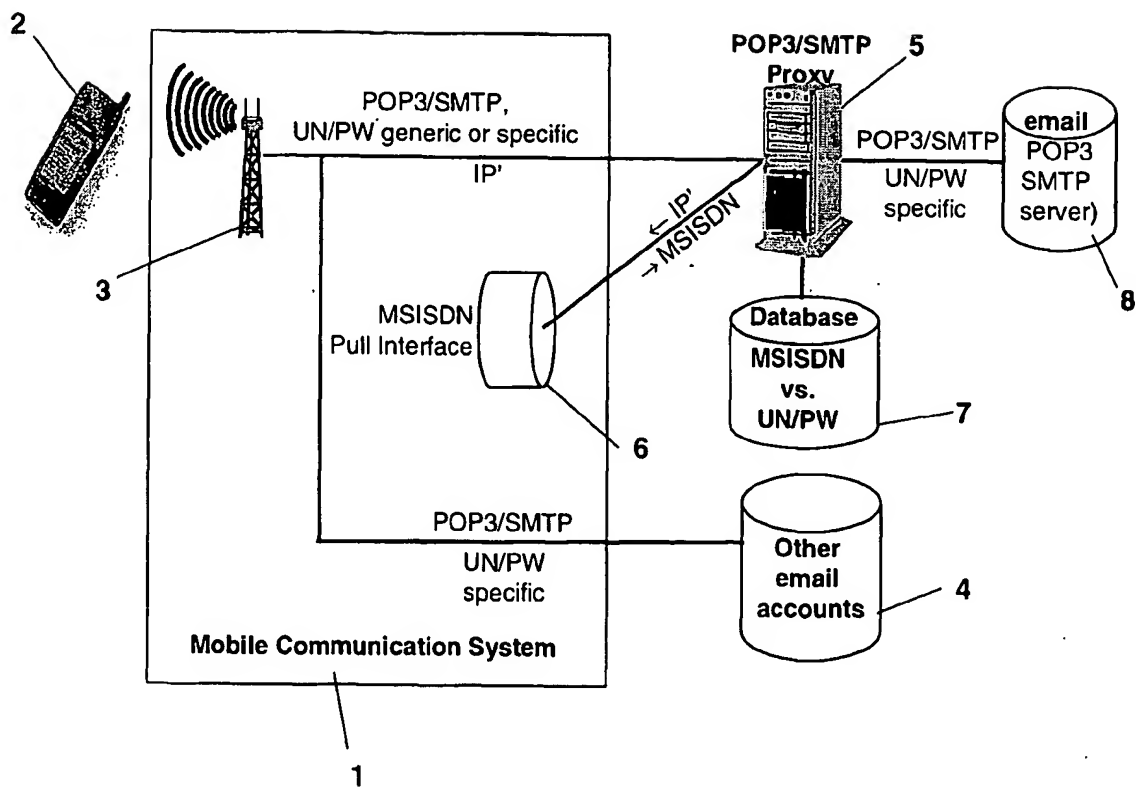 2
POP3/SMTP
Proxy
5
POP3/SMTP,
UN/PW generic or specific
IP'
POP3/SMTP
UN/PW
specific
email
POP3
SMTP
server)
8
← IP'
→ MSISDN
3
MSISDN
Pull Interface
6
Database
MSISDN
vs.
UN/PW
7
POP3/SMTP
UN/PW
specific
Other
email
accounts
4
Mobile Communication System
1